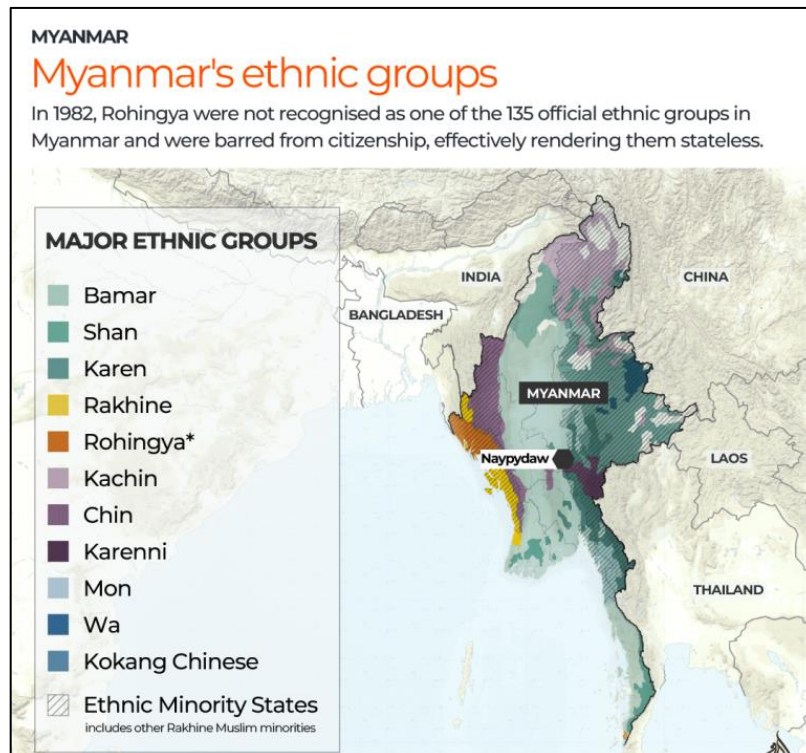 MYANMAR
Myanmar's ethnic groups
In 1982, Rohingya were not recognised as one of the 135 official ethnic groups in
Myanmar and were barred from citizenship, effectively rendering them stateless.
MAJOR ETHNIC GROUPS
Bamar
Shan
Karen
Rakhine
Rohingya*
Kachin
Chin
Karenni
Mon
Wa
Kokang Chinese
Ethnic Minority States
includes other Rakhine Muslim minorities
INDIA
CHINA
BANGLADESH
MYANMAR
Naypydaw
LAOS
THAILAND